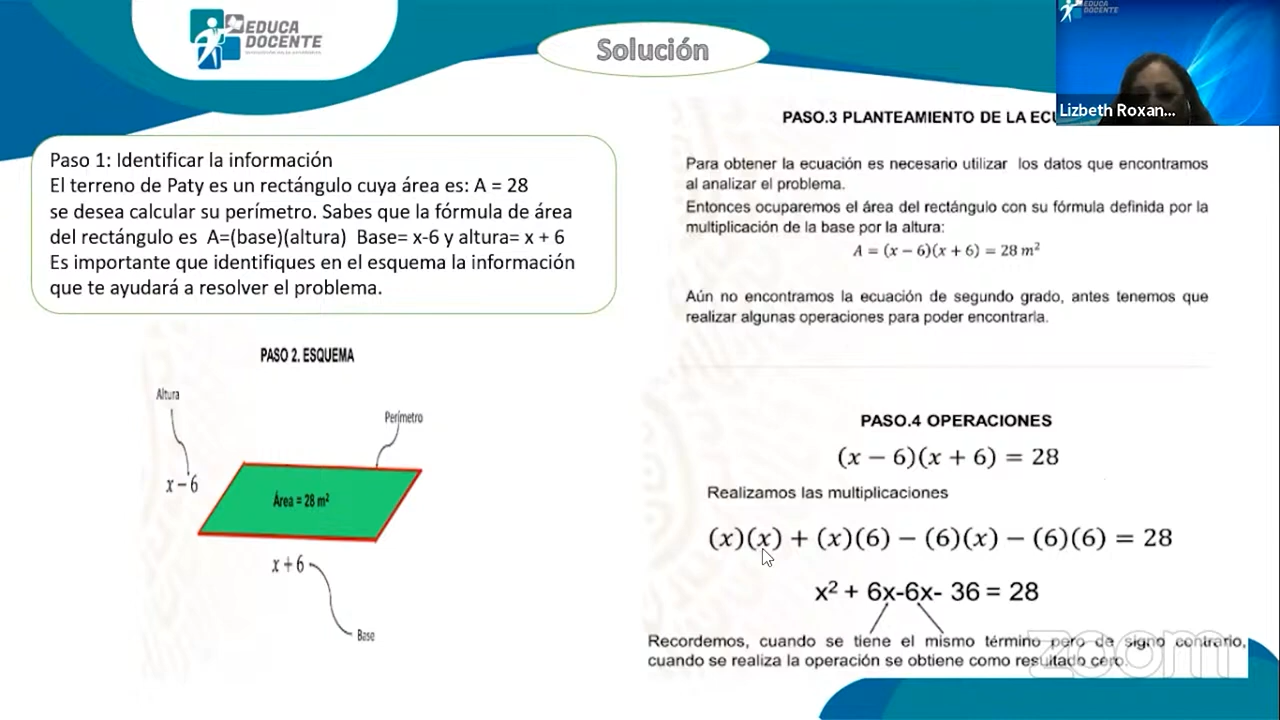 EDUCA
DOCENTE
Solución
EDUCA
DOCENTE
Lizbeth Roxan...
Paso 1: Identificar la información
El terreno de Paty es un rectángulo cuya área es: A = 28
se desea calcular su perímetro. Sabes que la fórmula de área
del rectángulo es A=(base)(altura) Base= x-6 y altura= x + 6
Es importante que identifiques en el esquema la información
que te ayudará a resolver el problema.
PASO 2. ESQUEMA
Altura
Perímetro
x − 6
Área = 28 m²
x + 6
Base
PASO.3 PLANTEAMIENTO DE LA ECU
Para obtener la ecuación es necesario utilizar los datos que encontramos
al analizar el problema.
Entonces ocuparemos el área del rectángulo con su fórmula definida por la
multiplicación de la base por la altura:
A = (x − 6)(x + 6) = 28 m²
Aún no encontramos la ecuación de segundo grado, antes tenemos que
realizar algunas operaciones para poder encontrarla.
PASO.4 OPERACIONES
(x − 6)(x + 6) = 28
Realizamos las multiplicaciones
(x)(x) + (x)(6) − (6)(x) − (6)(6) = 28
x² + 6x-6x- 36 = 28
Recordemos, cuando se tiene el mismo término pero de signo contrario,
cuando se realiza la operación se obtiene como resultado cero.
zoom